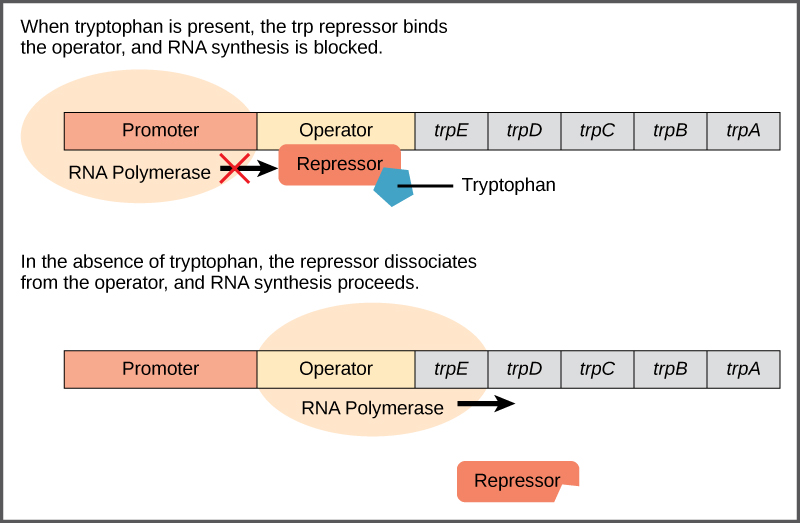 When tryptophan is present, the trp repressor binds
the operator, and RNA synthesis is blocked.
Promoter Operator trpE trpD trpC trpB trpA
RNA Polymerase Repressor
Tryptophan
In the absence of tryptophan, the repressor dissociates
from the operator, and RNA synthesis proceeds.
Promoter Operator trpE trpD trpC trpB trpA
RNA Polymerase
Repressor